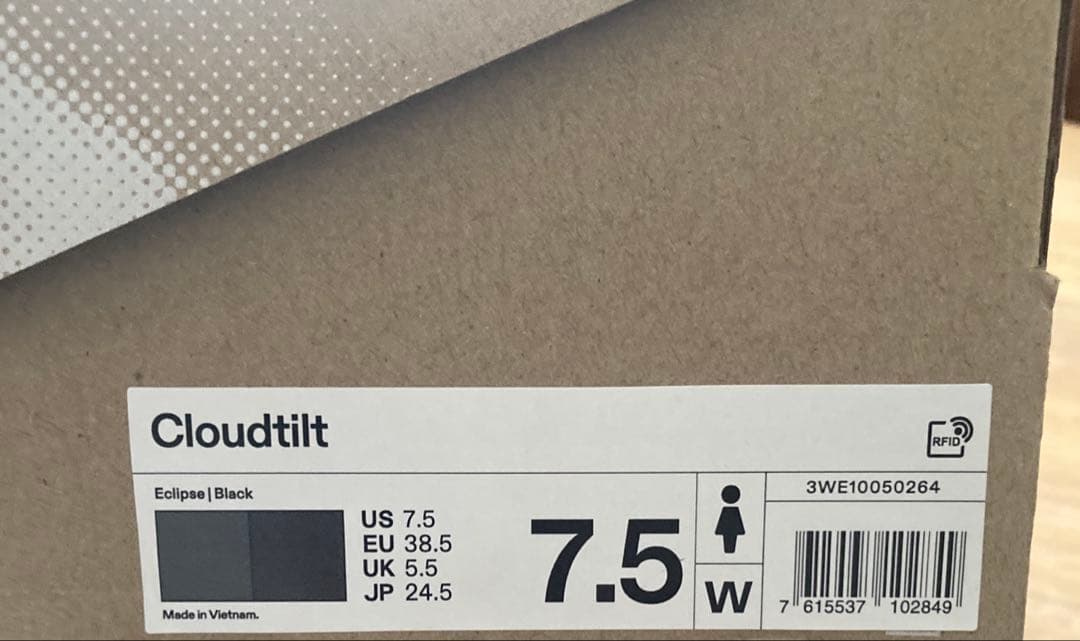 Cloudtilt
RFID
Eclipse | Black
US 7.5
EU 38.5
UK 5.5
JP 24.5
Made in Vietnam.
7.5
W
3WE10050264
7 615537 102849